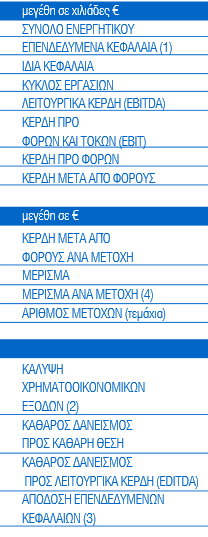 μεγέθη σε χιλιάδες €
ΣΥΝΟΛΟ ΕΝΕΡΓΗΤΙΚΟΥ
ΕΠΕΝΔΕΔΥΜΕΝΑ ΚΕΦΑΛΑΙΑ (1)
ΙΔΙΑ ΚΕΦΑΛΑΙΑ
ΚΥΚΛΟΣ ΕΡΓΑΣΙΩΝ
ΛΕΙΤΟΥΡΓΙΚΑ ΚΕΡΔΗ (EBITDA)
ΚΕΡΔΗ ΠΡΟ
ΦΟΡΩΝ ΚΑΙ ΤΟΚΩΝ (EBIT)
ΚΕΡΔΗ ΠΡΟ ΦΟΡΩΝ
ΚΕΡΔΗ ΜΕΤΑ ΑΠΟ ΦΟΡΟΥΣ
μεγέθη σε €
ΚΕΡΔΗ ΜΕΤΑ ΑΠΟ
ΦΟΡΟΥΣ ΑΝΑ ΜΕΤΟΧΗ
ΜΕΡΙΣΜΑ
ΜΕΡΙΣΜΑ ΑΝΑ ΜΕΤΟΧΗ (4)
ΑΡΙΘΜΟΣ ΜΕΤΟΧΩΝ (τεμάχια)
ΚΑΛΥΨΗ
ΧΡΗΜΑΤΟΟΙΚΟΝΟΜΙΚΩΝ
ΕΞΟΔΩΝ (2)
ΚΑΘΑΡΟΣ ΔΑΝΕΙΣΜΟΣ
ΠΡΟΣ ΚΑΘΑΡΗ ΘΕΣΗ
ΚΑΘΑΡΟΣ ΔΑΝΕΙΣΜΟΣ
ΠΡΟΣ ΛΕΙΤΟΥΡΓΙΚΑ ΚΕΡΔΗ (EDITDA)
ΑΠΟΔΟΣΗ ΕΠΕΝΔΕΔΥΜΕΝΩΝ
ΚΕΦΑΛΑΙΩΝ (3)